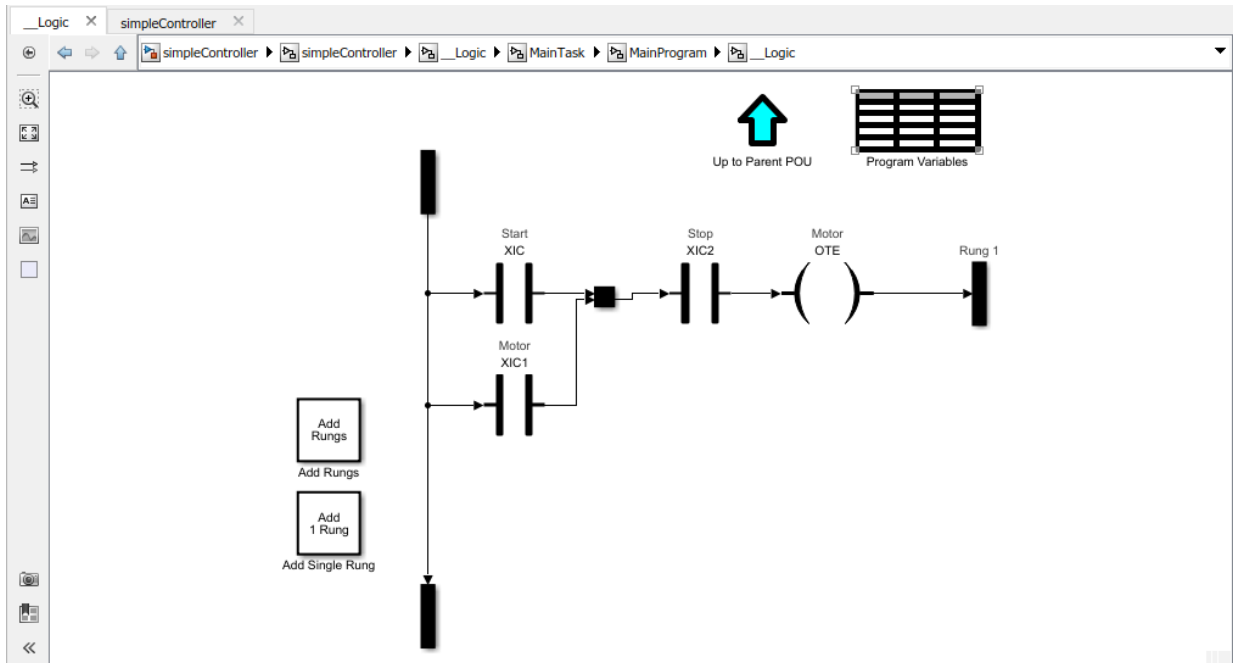 __Logic
simpleController
simpleController
simpleController
__Logic
MainTask
MainProgram
__Logic
Up to Parent POU
Program Variables
Start
XIC
Stop
XIC2
Motor
OTE
Rung 1
Motor
XIC1
Add
Rungs
Add Rungs
Add
1 Rung
Add Single Rung